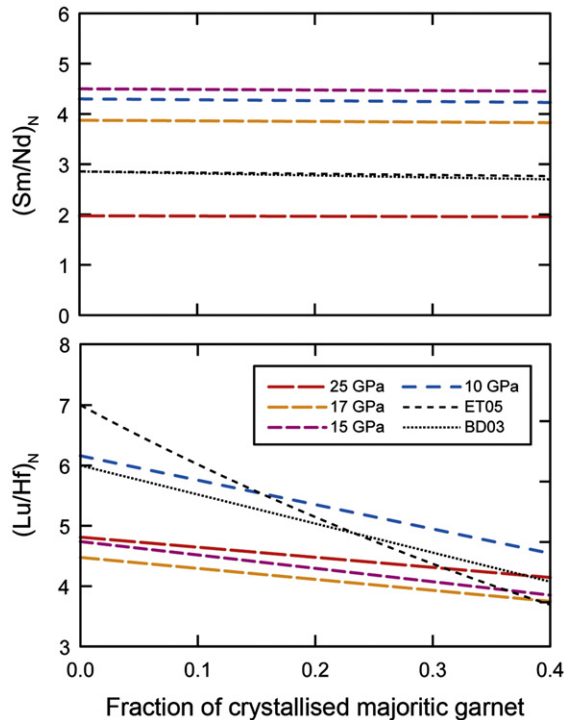 6
5
4
3
2
1
0
(Sm/Nd)N
8
7
6
5
4
3
(Lu/Hf)N
25 GPa 10 GPa
17 GPa ET05
15 GPa BD03
0.0 0.1 0.2 0.3 0.4
Fraction of crystallised majoritic garnet